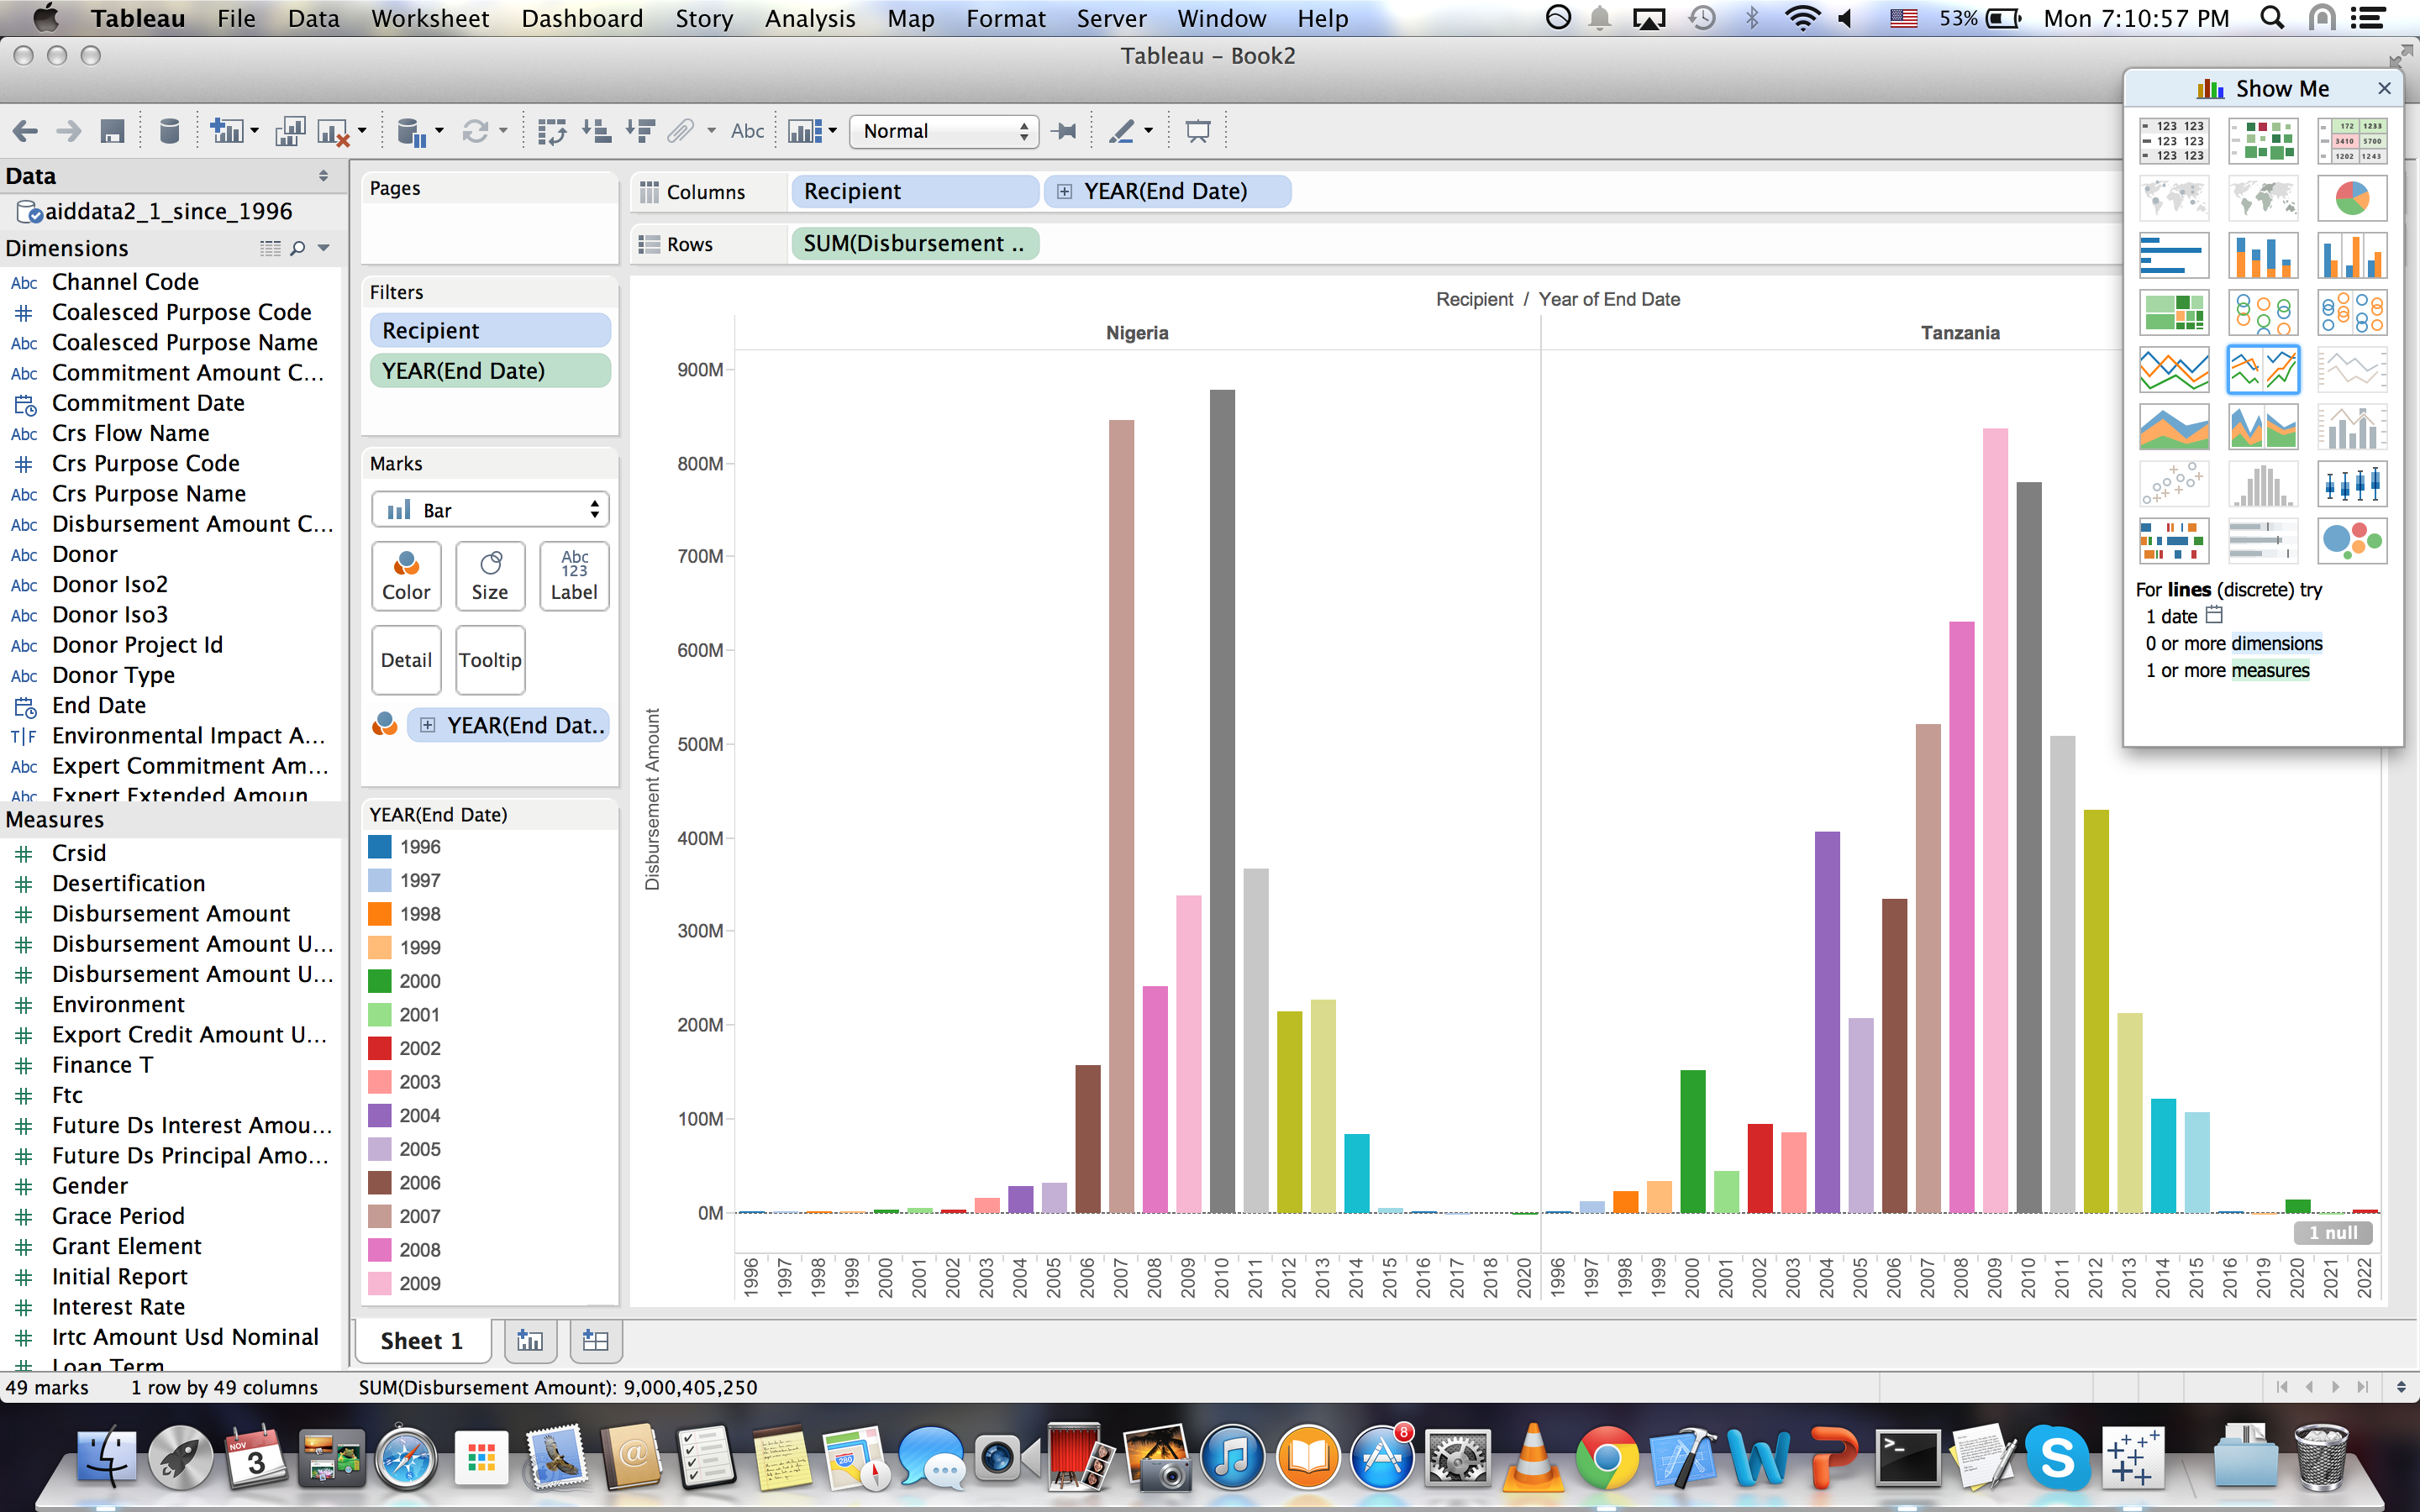 Tableau File Data Worksheet Dashboard Story Analysis Map Format Server Window Help 53% Mon 7:10:57 PM
Tableau - Book2
Abc Normal
Data
aiddata2_1_since_1996
Dimensions
Abc Channel Code
# Coalesced Purpose Code
Abc Coalesced Purpose Name
Abc Commitment Amount C...
Commitment Date
Abc Crs Flow Name
# Crs Purpose Code
Abc Crs Purpose Name
Abc Disbursement Amount C...
Abc Donor
Abc Donor Iso2
Abc Donor Iso3
Abc Donor Project Id
Abc Donor Type
End Date
T|F Environmental Impact A...
Abc Expert Commitment Am...
Abc Expert Extended Amoun
Measures
# Crsid
# Desertification
# Disbursement Amount
# Disbursement Amount U...
# Disbursement Amount U...
# Environment
# Export Credit Amount U...
# Finance T
# Ftc
# Future Ds Interest Amou...
# Future Ds Principal Amo...
# Gender
# Grace Period
# Grant Element
# Initial Report
# Interest Rate
# Irtc Amount Usd Nominal
# Loan Term
Pages
Filters
Recipient
YEAR(End Date)
Marks
Bar
Color
Size
Abc
123
Label
Detail
Tooltip
YEAR(End Dat..
YEAR(End Date)
1996
1997
1998
1999
2000
2001
2002
2003
2004
2005
2006
2007
2008
2009
Columns Recipient YEAR(End Date)
Rows SUM(Disbursement ..
Recipient / Year of End Date
Nigeria Tanzania
Disbursement Amount
900M
800M
700M
600M
500M
400M
300M
200M
100M
0M
1996 1997 1998 1999 2000 2001 2002 2003 2004 2005 2006 2007 2008 2009 2010 2011 2012 2013 2014 2015 2016 2017 2018 2020 1996 1997 1998 1999 2000 2001 2002 2003 2004 2005 2006 2007 2008 2009 2010 2011 2012 2013 2014 2015 2016 2019 2020 2021 2022
1 null
Show Me
123 123
123 123
123 123
172 1233
3410 5700
1202 1243
For lines (discrete) try
1 date
0 or more dimensions
1 or more measures
Sheet 1
49 marks 1 row by 49 columns SUM(Disbursement Amount): 9,000,405,250
NOV
3
280
8